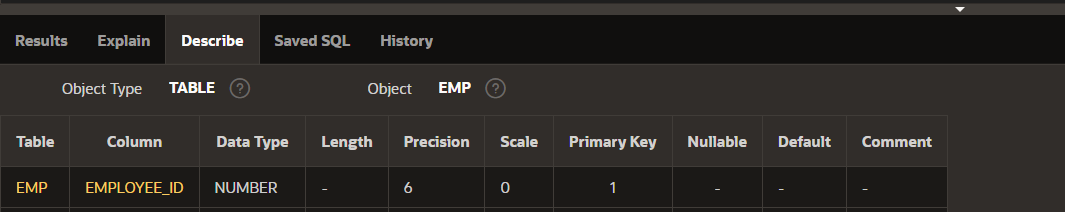 Results Explain Describe Saved SQL History
Object Type TABLE ? Object EMP ?
Table Column Data Type Length Precision Scale Primary Key Nullable Default Comment
EMP EMPLOYEE_ID NUMBER - 6 0 1 - - -